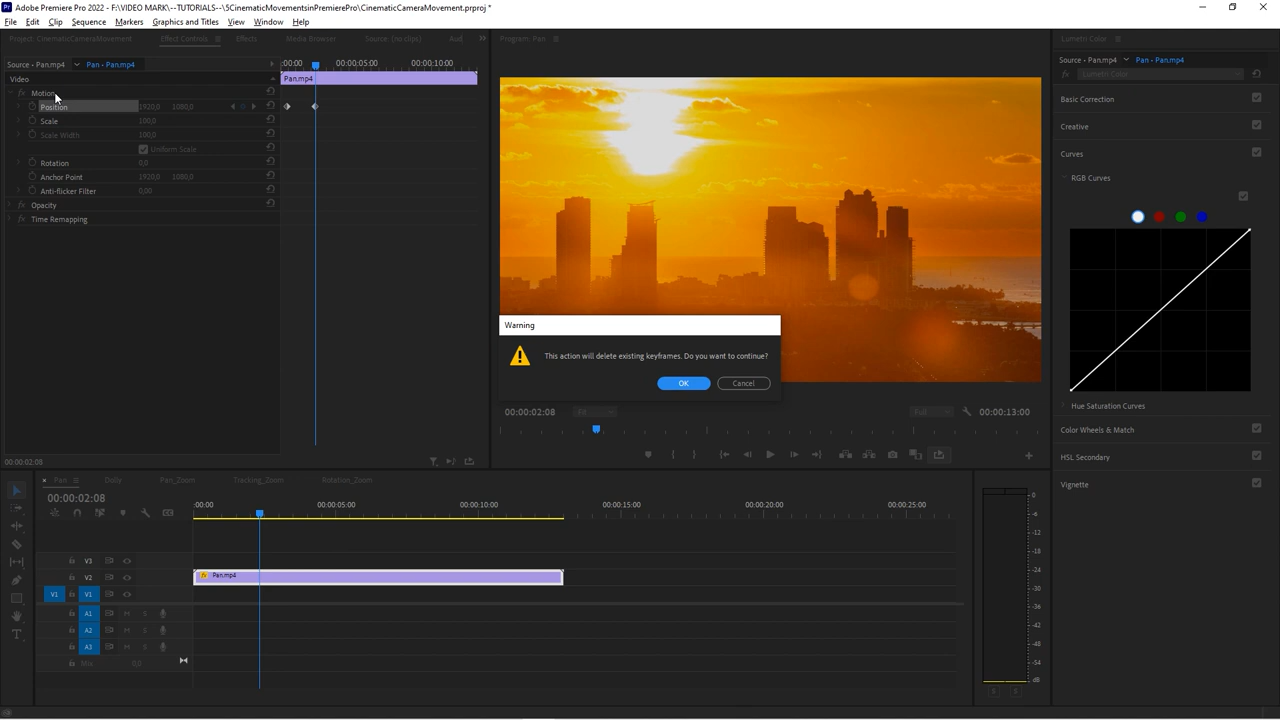 Pr Adobe Premiere Pro 2022 - F:\VIDEO MARK\--TUTORIALS--\5CinematicMovementsinPremierePro\CinematicCameraMovement.prproj *
File Edit Clip Sequence Markers Graphics and Titles View Window Help
Project: CinematicCameraMovement Effect Controls Effects Media Browser Source: (no clips) Aud
Program: Pan
Lumetri Color
Source • Pan.mp4 Pan • Pan.mp4 :00:00 00:00:05:00 00:00:10:00
Source • Pan.mp4 Pan • Pan.mp4
Video Pan.mp4
fx Lumetri Color
fx Motion
Position 1920,0 1080,0
Scale 100,0
Scale Width 100,0
Uniform Scale
Rotation 0,0
Anchor Point 1920,0 1080,0
Anti-flicker Filter 0,00
fx Opacity
fx Time Remapping
Basic Correction
Creative
Curves
RGB Curves
Warning
This action will delete existing keyframes. Do you want to continue?
OK Cancel
00:00:02:08 Fit Full 00:00:13:00
Hue Saturation Curves
Color Wheels & Match
HSL Secondary
Vignette
00:00:02:08
× Pan Dolly Pan_Zoom Tracking_Zoom Rotation_Zoom
00:00:02:08
:00:00 00:00:05:00 00:00:10:00 00:00:15:00 00:00:20:00 00:00:25:00
V3
V2 fx Pan.mp4
V1 V1
A1 M S
A2 M S
A3 M S
Mix 0,0
0
-6
-12
-18
-24
-30
-36
-42
-48
-54
dB
S S
T